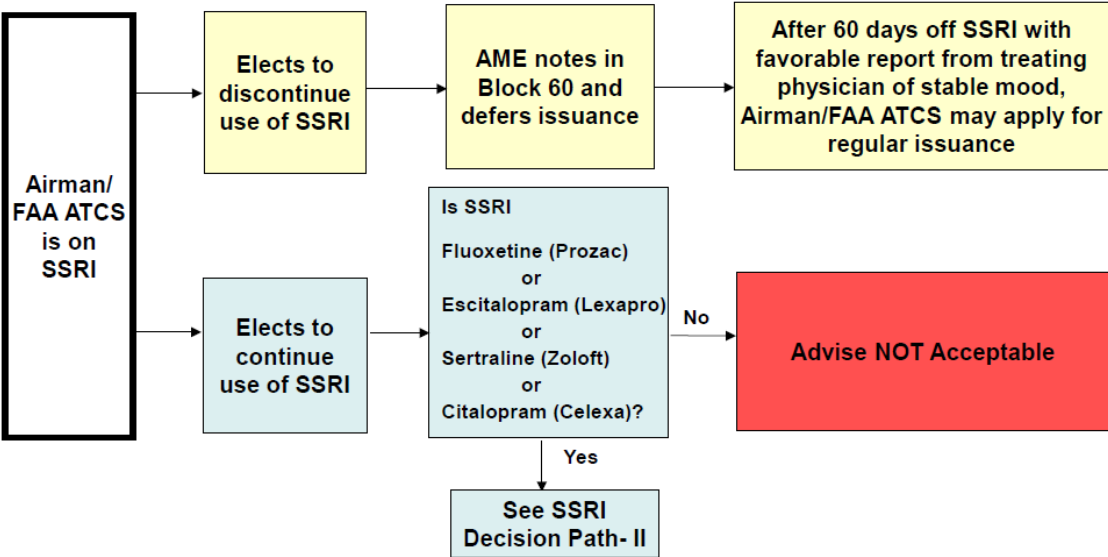 Airman/
FAA ATCS
is on
SSRI
Elects to
discontinue
use of SSRI
AME notes in
Block 60 and
defers issuance
After 60 days off SSRI with
favorable report from treating
physician of stable mood,
Airman/FAA ATCS may apply for
regular issuance
Elects to
continue
use of SSRI
Is SSRI
Fluoxetine (Prozac)
or
Escitalopram (Lexapro)
or
Sertraline (Zoloft)
or
Citalopram (Celexa)?
No
Advise NOT Acceptable
Yes
See SSRI
Decision Path- II